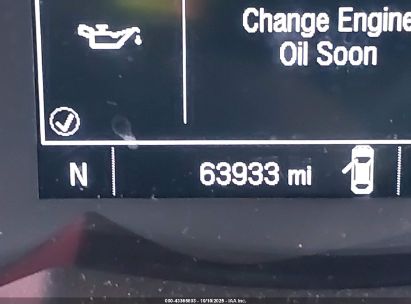 Change Engine
Oil Soon
N 63933 mi